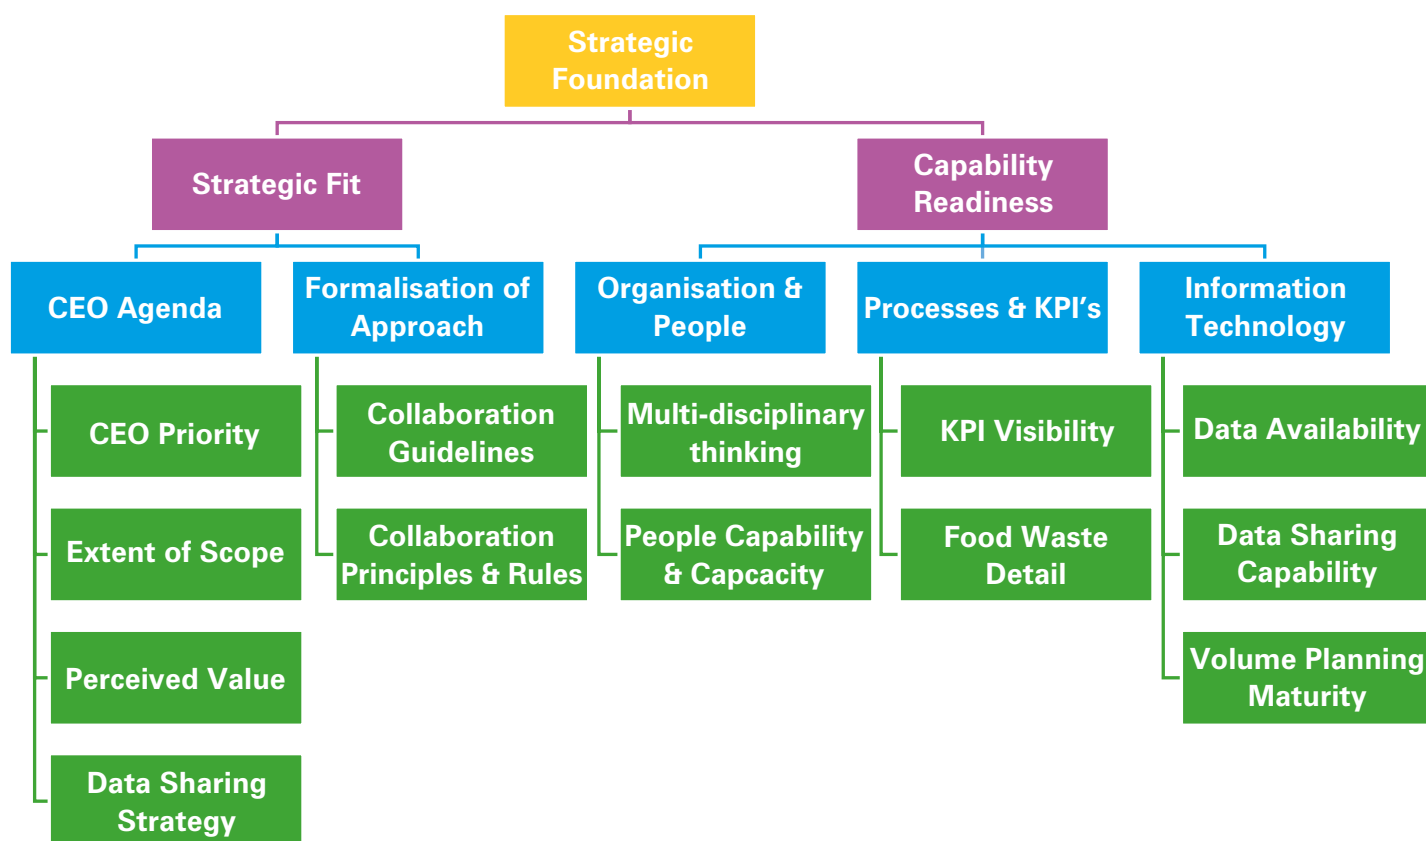 Strategic
Foundation
Strategic Fit
Capability
Readiness
CEO Agenda
Formalisation of
Approach
Organisation &
People
Processes & KPI's
Information
Technology
CEO Priority
Collaboration
Guidelines
Multi-disciplinary
thinking
KPI Visibility
Data Availability
Extent of Scope
Collaboration
Principles & Rules
People Capability
& Capcacity
Food Waste
Detail
Data Sharing
Capability
Perceived Value
Volume Planning
Maturity
Data Sharing
Strategy